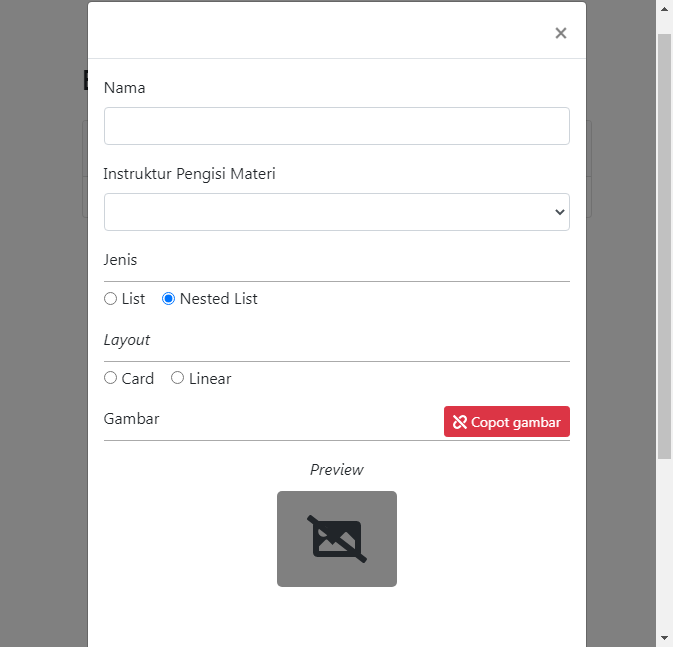 ×
Nama
Instruktur Pengisi Materi
Jenis
List Nested List
Layout
Card Linear
Gambar Copot gambar
Preview